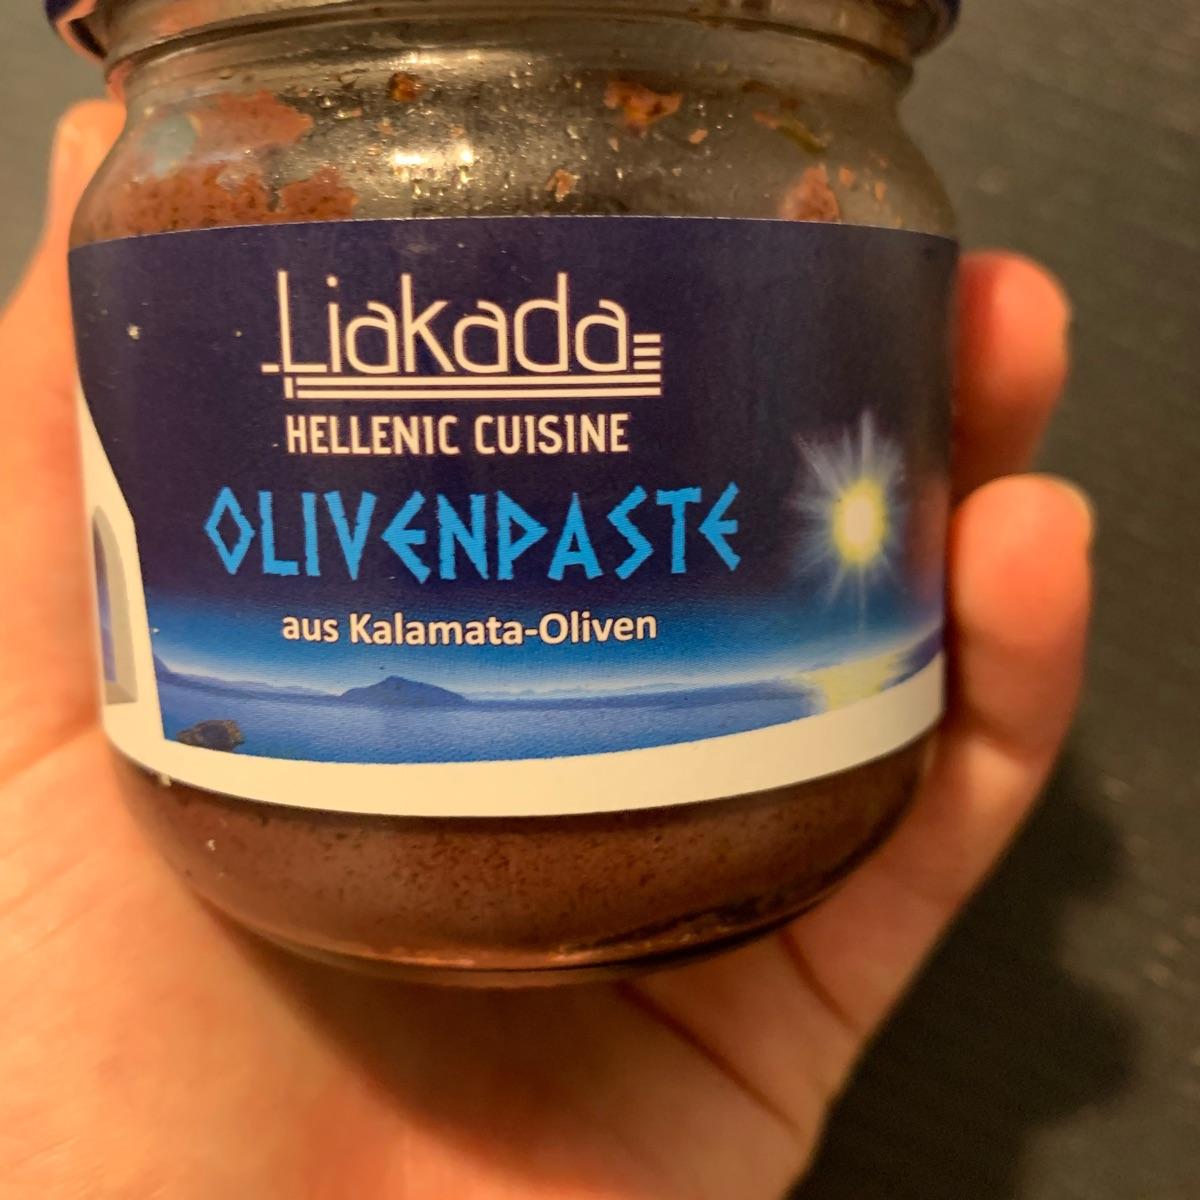 Liakada
HELLENIC CUISINE
OLIVENPASTE
aus Kalamata-Oliven